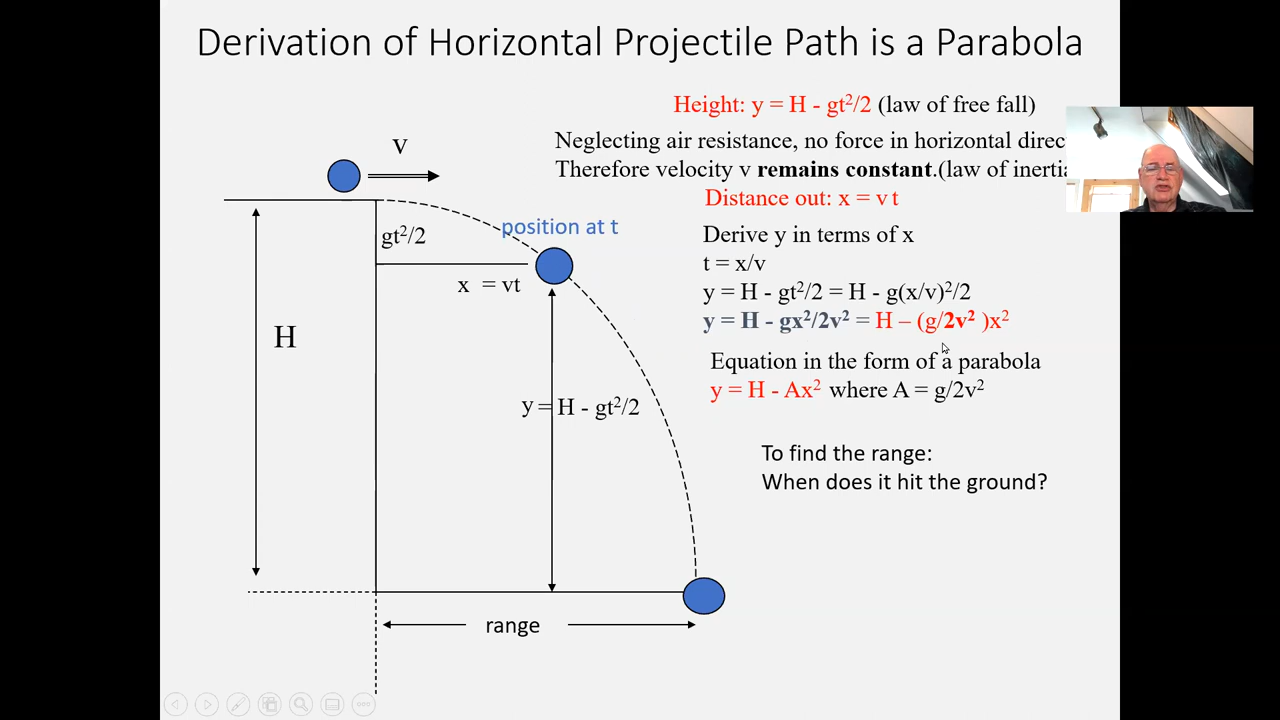 Derivation of Horizontal Projectile Path is a Parabola
Height: y = H - gt²/2 (law of free fall)
Neglecting air resistance, no force in horizontal direc
Therefore velocity v remains constant.(law of inertia
Distance out: x = v t
v
position at t
gt²/2
x = vt
Derive y in terms of x
t = x/v
y = H - gt²/2 = H - g(x/v)²/2
y = H - gx²/2v² = H – (g/2v² )x²
Equation in the form of a parabola
y = H - Ax² where A = g/2v²
H
y = H - gt²/2
To find the range:
When does it hit the ground?
range